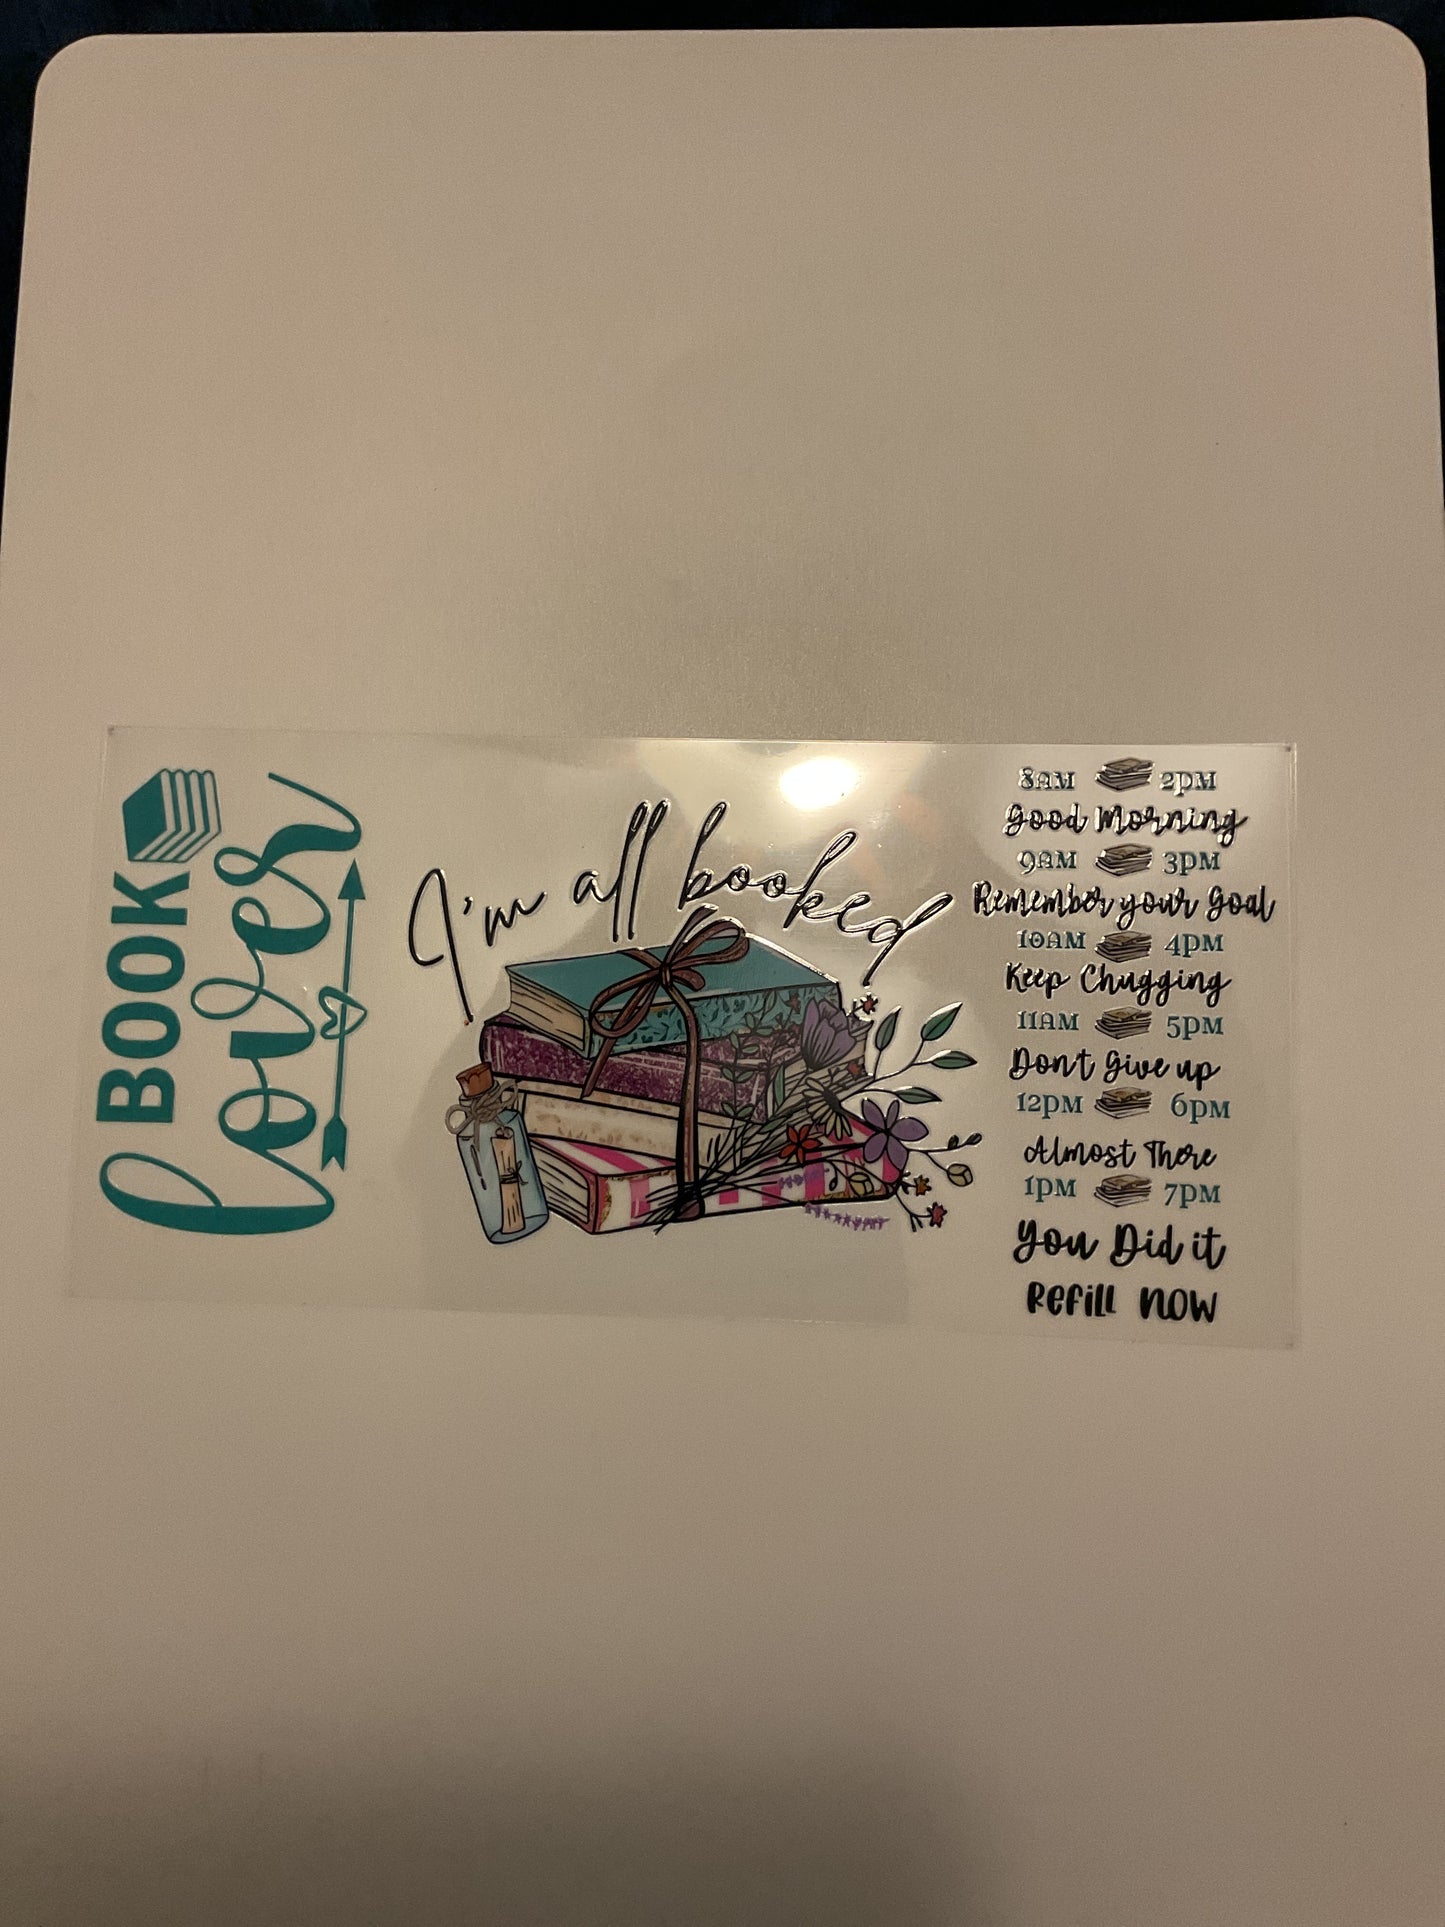 BOOK
lover
I'm all booked
8AM 2PM
Good Morning
9AM 3PM
Remember your Goal
10AM 4PM
Keep Chugging
11AM 5PM
Don't Give up
12PM 6PM
Almost There
1PM 7PM
You Did it
Refill NOW